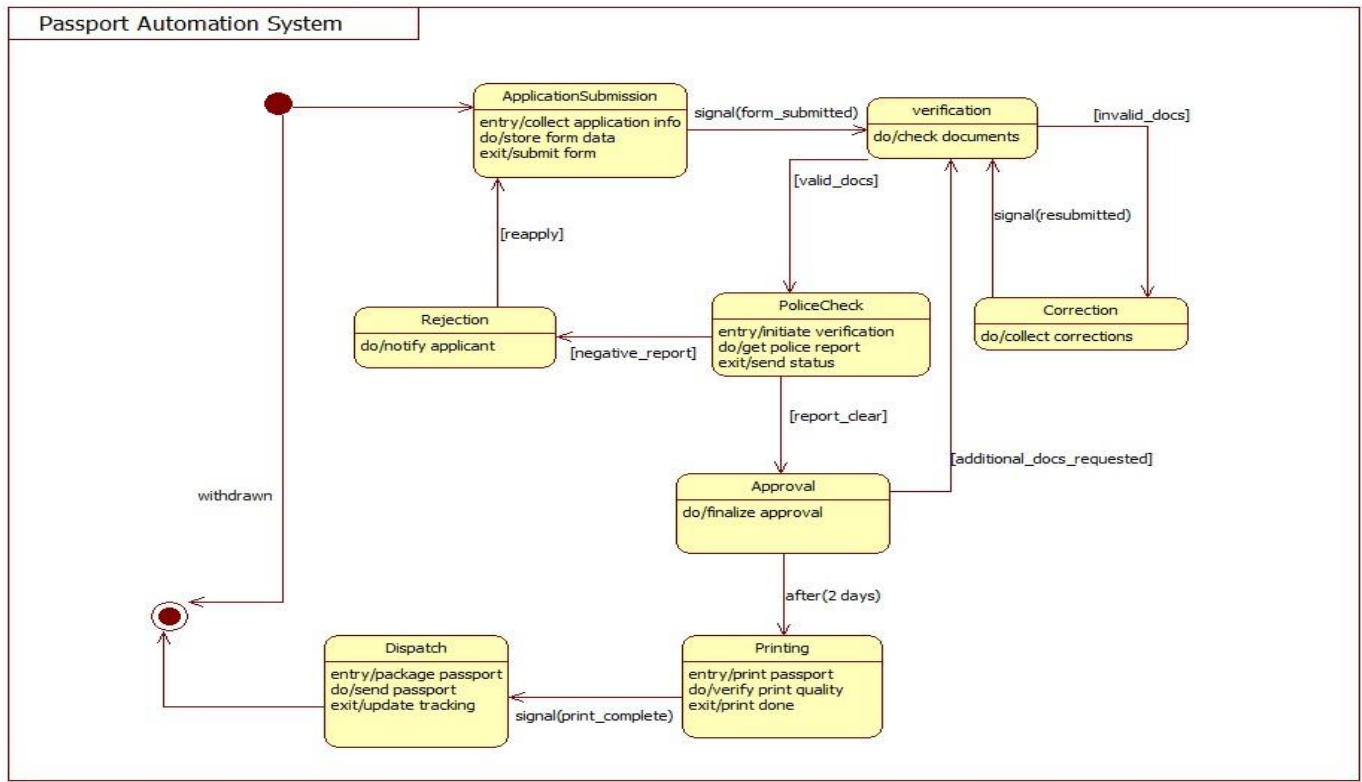 Passport Automation System
ApplicationSubmission
entry/collect application info
do/store form data
exit/submit form
signal(form_submitted)
verification
do/check documents
[invalid_docs]
[valid_docs]
signal(resubmitted)
[reapply]
Rejection
do/notify applicant
[negative_report]
PoliceCheck
entry/initiate verification
do/get police report
exit/send status
Correction
do/collect corrections
[report_clear]
[additional_docs_requested]
Approval
do/finalize approval
withdrawn
after(2 days)
Dispatch
entry/package passport
do/send passport
exit/update tracking
signal(print_complete)
Printing
entry/print passport
do/verify print quality
exit/print done